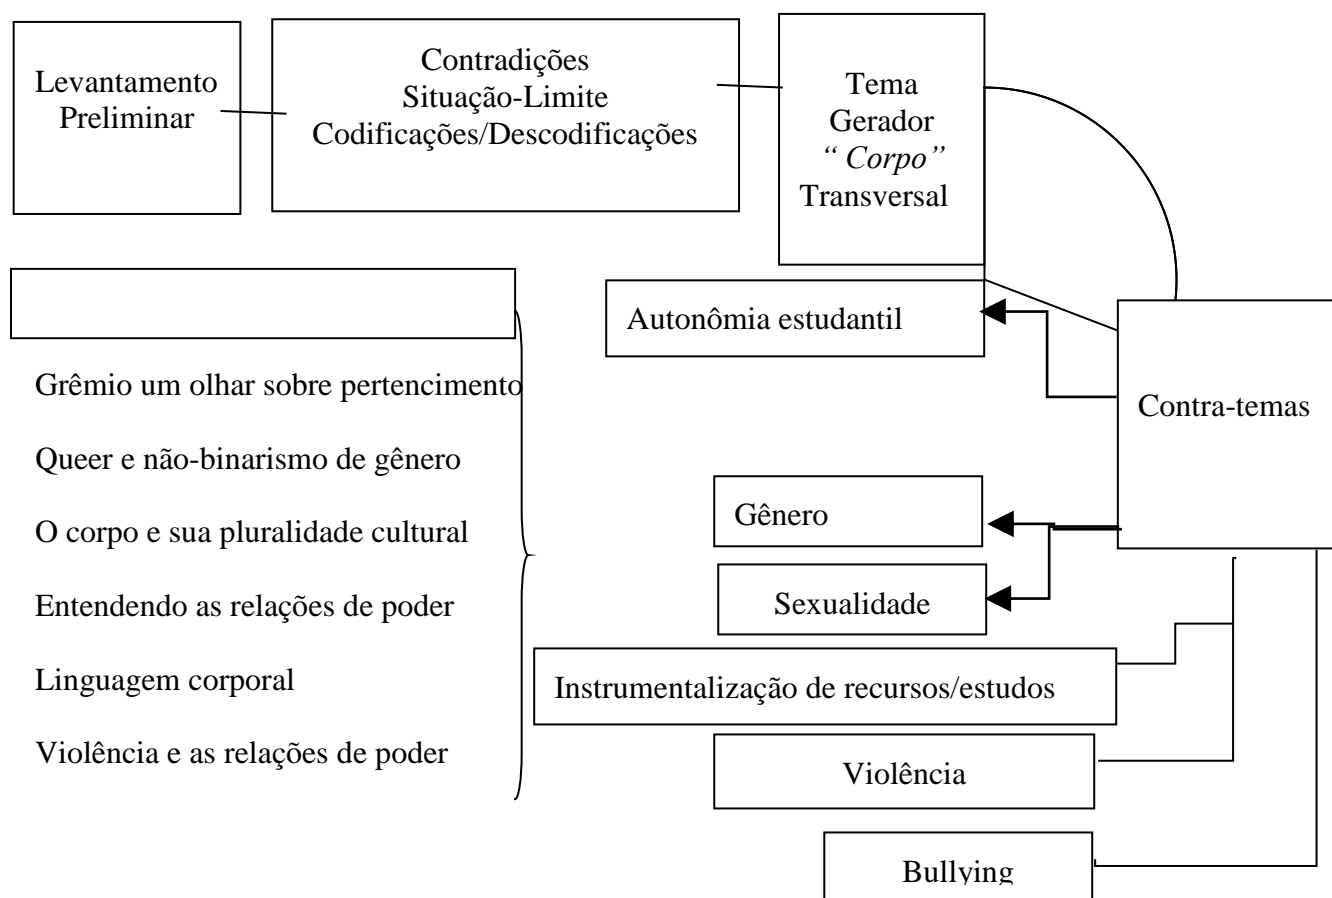 Levantamento
Preliminar
Contradições
Situação-Limite
Codificações/Descodificações
Tema
Gerador
“ Corpo”
Transversal
Autonômia estudantil
Contra-temas
Gênero
Sexualidade
Instrumentalização de recursos/estudos
Violência
Bullying
Grêmio um olhar sobre pertencimento
Queer e não-binarismo de gênero
O corpo e sua pluralidade cultural
Entendendo as relações de poder
Linguagem corporal
Violência e as relações de poder